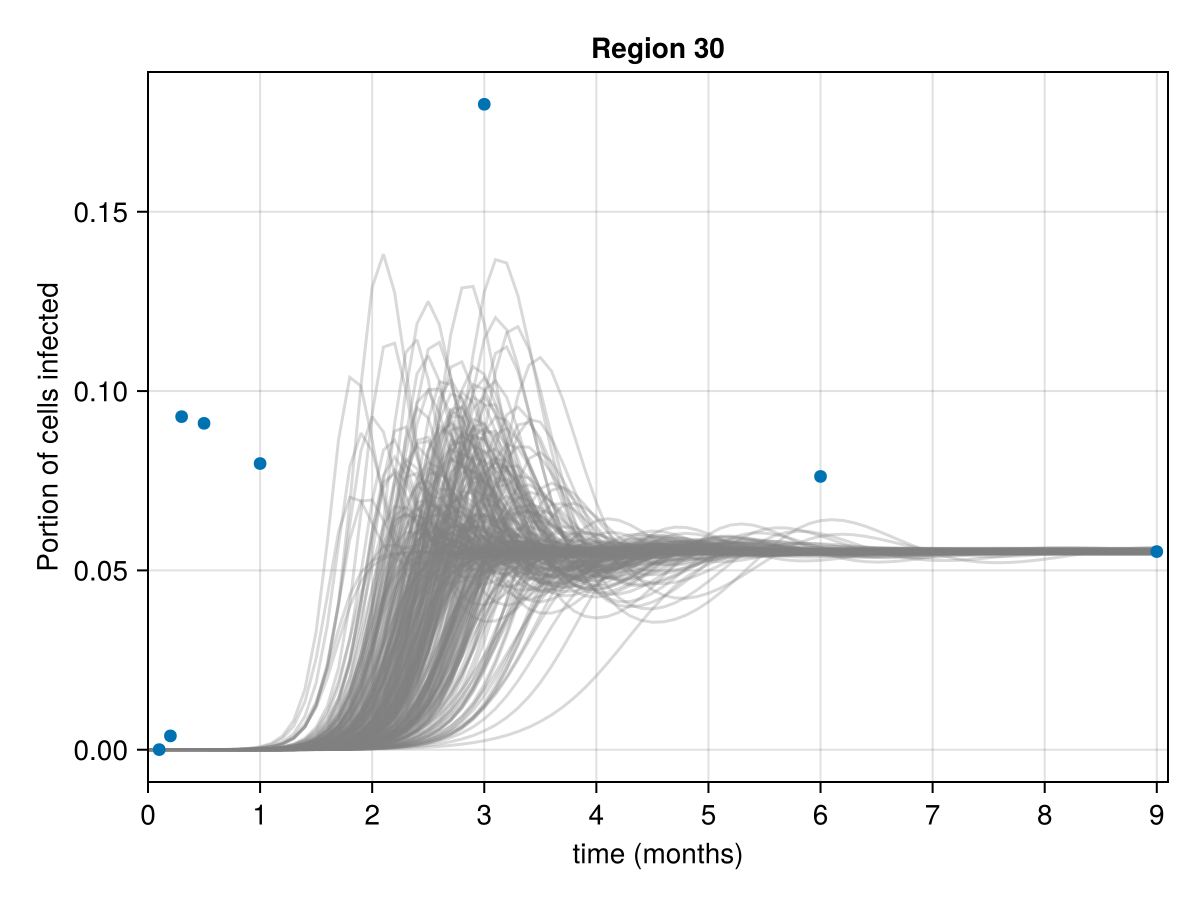 Region 30
Portion of cells infected
0.15
0.10
0.05
0.00
0 1 2 3 4 5 6 7 8 9
time (months)